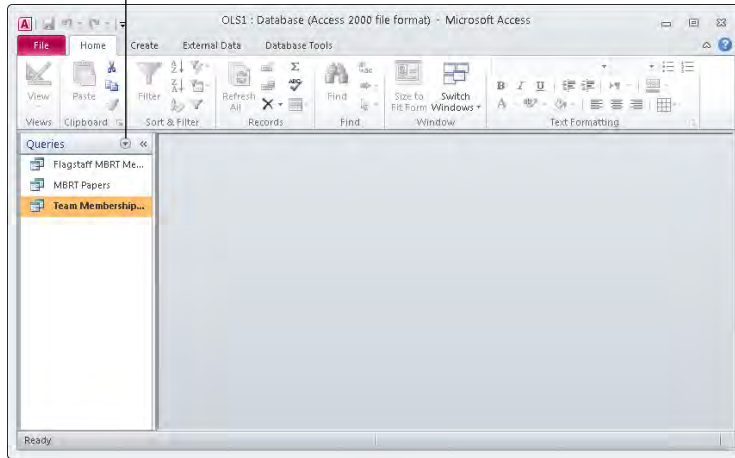 OLS1 : Database (Access 2000 file format) - Microsoft Access
File Home Create External Data Database Tools
View Paste Filter Refresh All Find Size to Fit Form Switch Windows
B I U
A
Views Clipboard Sort & Filter Records Find Window Text Formatting
Queries
Flagstaff MBRT Me...
MBRT Papers
Team Membership...
Ready